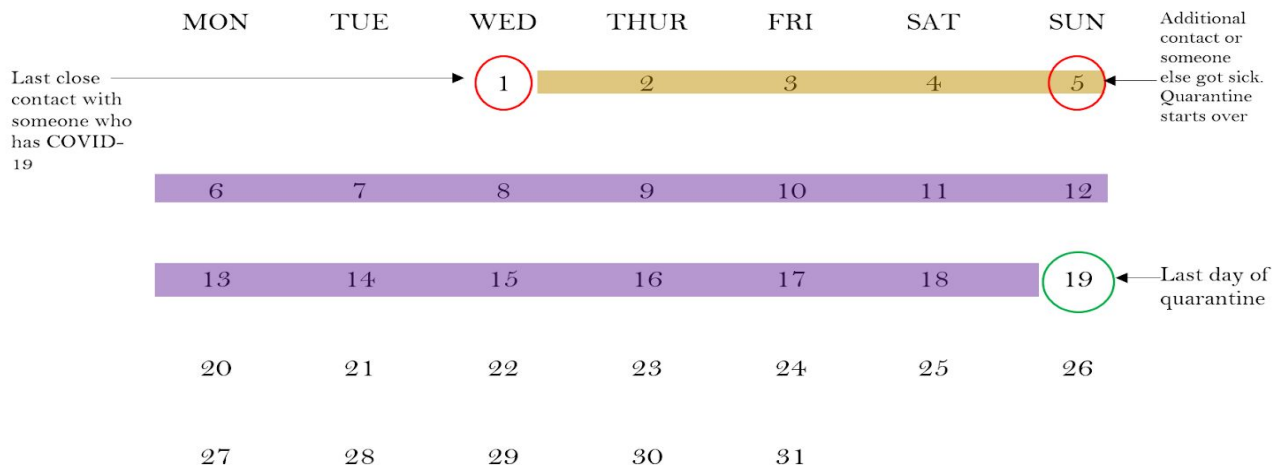 MON TUE WED THUR FRI SAT SUN
Last close
contact with
someone who
has COVID-
19
1 2 3 4 5
Additional
contact or
someone
else got sick.
Quarantine
starts over
6 7 8 9 10 11 12
13 14 15 16 17 18 19
Last day of
quarantine
20 21 22 23 24 25 26
27 28 29 30 31